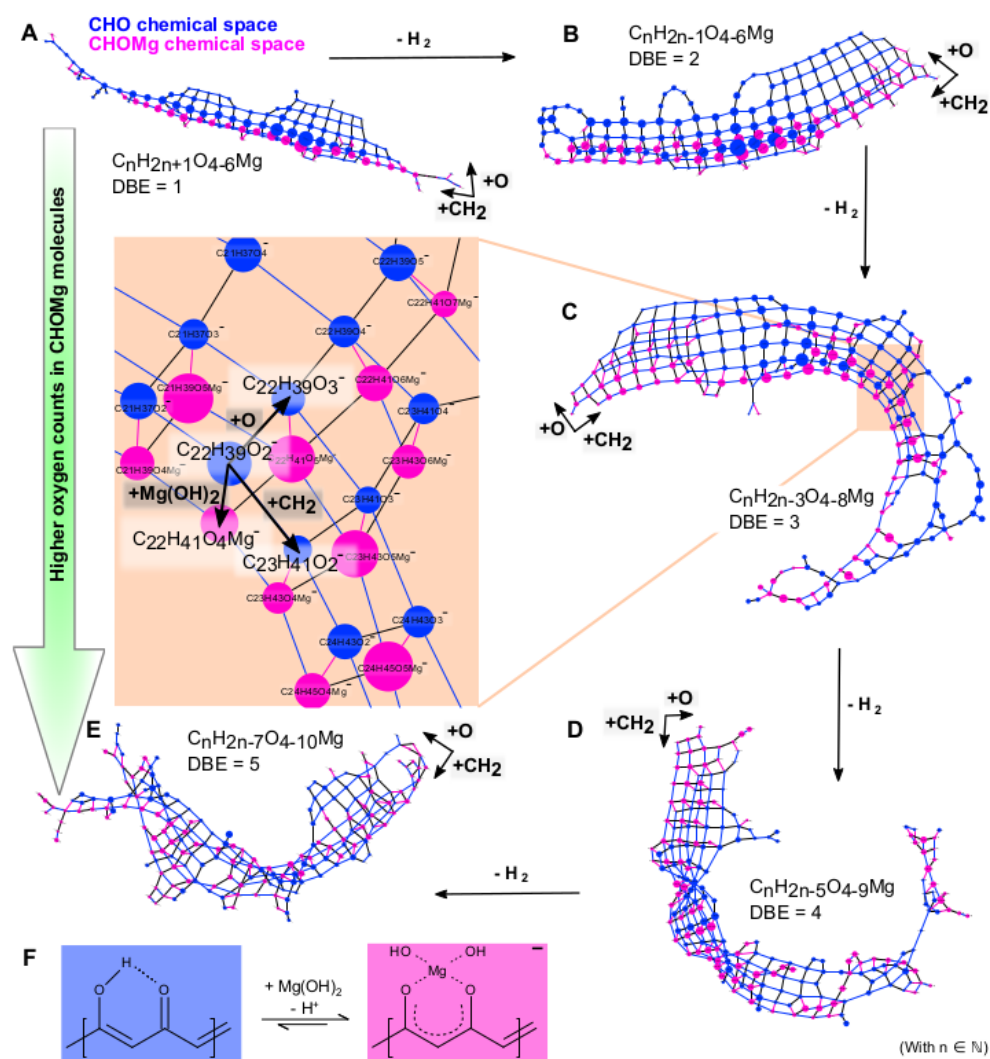 A
CHO chemical space
CHOMg chemical space
- H2
B
CnH2n-1O4-6Mg
DBE = 2
+O
+CH2
CnH2n+1O4-6Mg
DBE = 1
+O
+CH2
- H2
Higher oxygen counts in CHOMg molecules
C21H37O4-
C22H39O5-
C22H41O7Mg-
C21H37O3-
C22H39O4-
C21H39O5Mg-
C22H41O6Mg-
C22H39O3-
C21H37O2-
C23H41O4-
+O
C22H39O2-
C22H41O5Mg-
C21H39O4Mg-
C23H43O6Mg-
+Mg(OH)2
+CH2
C23H41O3-
C22H41O4Mg-
C23H41O2-
C23H43O5Mg-
C23H43O4Mg-
C24H43O3-
C24H43O2-
C24H45O5Mg-
C24H45O4Mg-
C
+O
+CH2
CnH2n-3O4-8Mg
DBE = 3
- H2
E
CnH2n-7O4-10Mg
DBE = 5
+O
+CH2
D
+O
+CH2
CnH2n-5O4-9Mg
DBE = 4
- H2
F
H
O
O
+ Mg(OH)2
- H+
HO
OH
Mg
O
O
−
(With n ∈ ℕ)